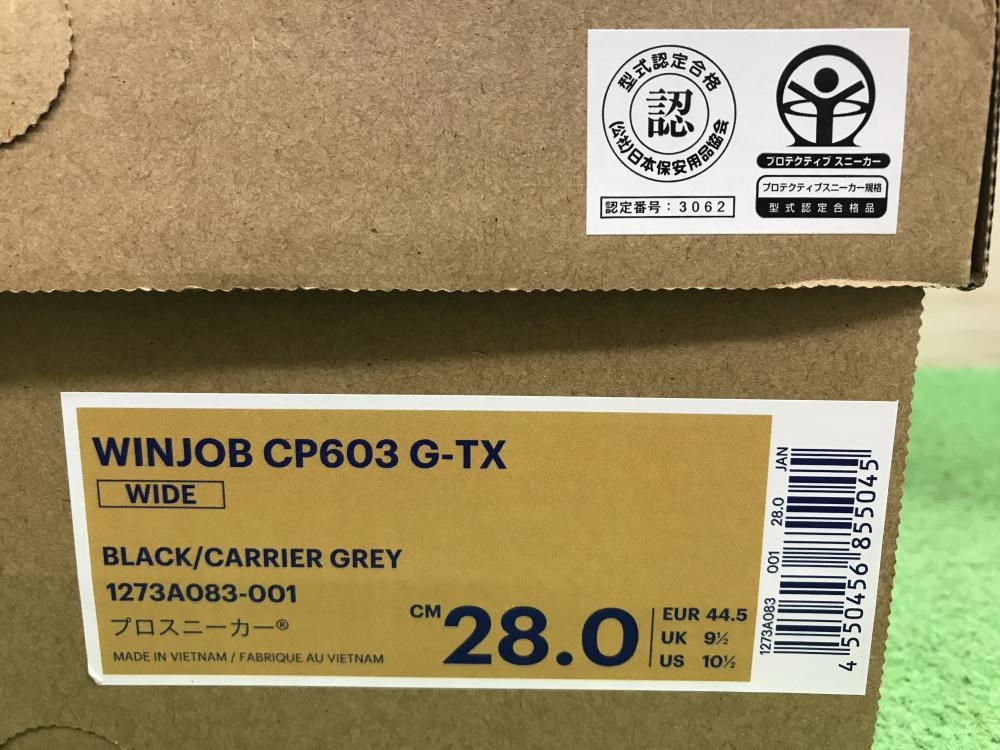 型式認定合格
認
(公社)日本保安用品協会
認定番号：3062
プロテクティブ スニーカー
プロテクティブスニーカー規格
型式認定合格品
WINJOB CP603 G-TX
WIDE
BLACK/CARRIER GREY
1273A083-001
プロスニーカー®
MADE IN VIETNAM / FABRIQUE AU VIETNAM
CM 28.0
EUR 44.5
UK 9½
US 10½
1273A083 001 28.0 JAN
4 550456 855045